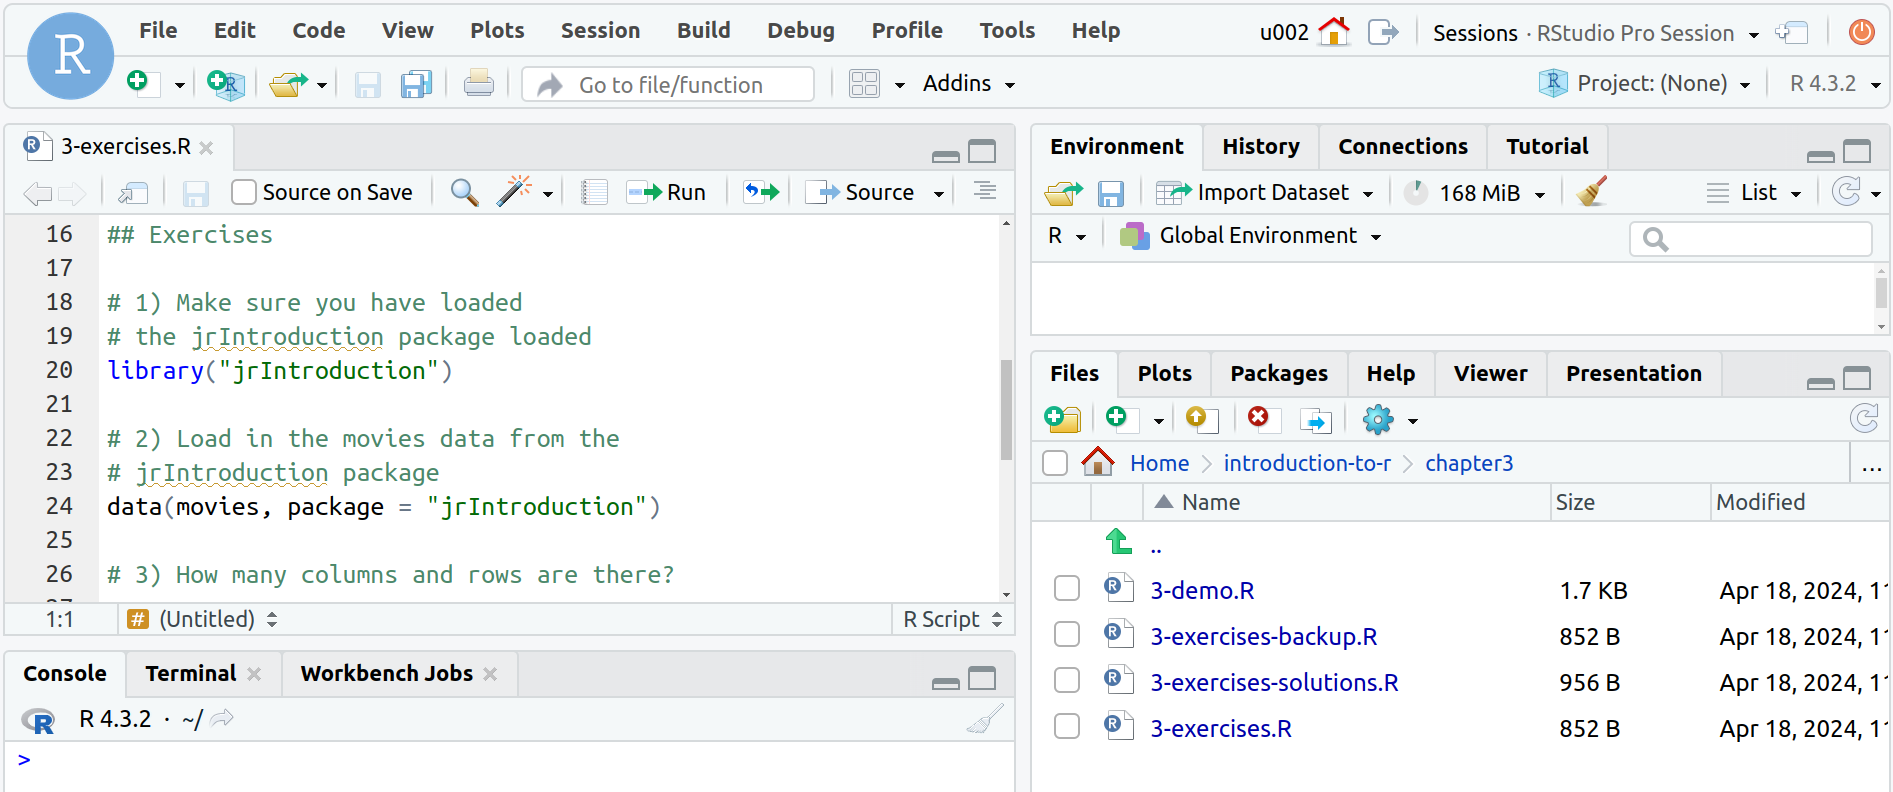 R
File Edit Code View Plots Session Build Debug Profile Tools Help
u002
Sessions · RStudio Pro Session
Go to file/function
Addins
Project: (None)
R 4.3.2
3-exercises.R
Source on Save
Run
Source
16 ## Exercises
17
18 # 1) Make sure you have loaded
19 # the jrIntroduction package loaded
20 library("jrIntroduction")
21
22 # 2) Load in the movies data from the
23 # jrIntroduction package
24 data(movies, package = "jrIntroduction")
25
26 # 3) How many columns and rows are there?
1:1 # (Untitled) R Script
Console Terminal Workbench Jobs
R 4.3.2 · ~/
>
Environment History Connections Tutorial
Import Dataset 168 MiB List
R Global Environment
Files Plots Packages Help Viewer Presentation
Home introduction-to-r chapter3 ...
Name Size Modified
..
3-demo.R 1.7 KB Apr 18, 2024,
3-exercises-backup.R 852 B Apr 18, 2024,
3-exercises-solutions.R 956 B Apr 18, 2024,
3-exercises.R 852 B Apr 18, 2024,